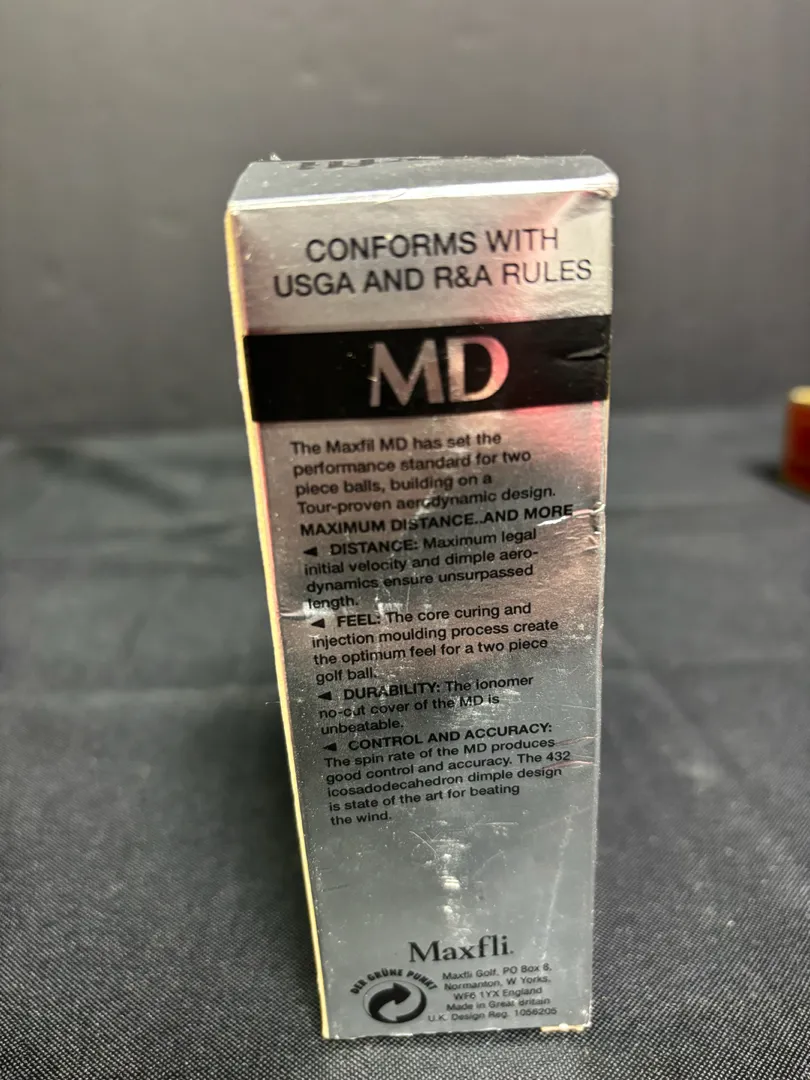 CONFORMS WITH
USGA AND R&A RULES
MD
The Maxfil MD has set the
performance standard for two
piece balls, building on a
Tour-proven aerodynamic design.
MAXIMUM DISTANCE..AND MORE
◄ DISTANCE: Maximum legal
initial velocity and dimple aero-
dynamics ensure unsurpassed
length.
◄ FEEL: The core curing and
injection moulding process create
the optimum feel for a two piece
golf ball.
◄ DURABILITY: The ionomer
no-cut cover of the MD is
unbeatable.
◄ CONTROL AND ACCURACY:
The spin rate of the MD produces
good control and accuracy. The 432
icosadodecahedron dimple design
is state of the art for beating
the wind.
Maxfli.
DER GRÜNE PUNKT
Maxfli Golf, PO Box 8,
Normanton, W Yorks,
WF6 1YX England
Made in Great Britain
U.K. Design Reg. 1056205